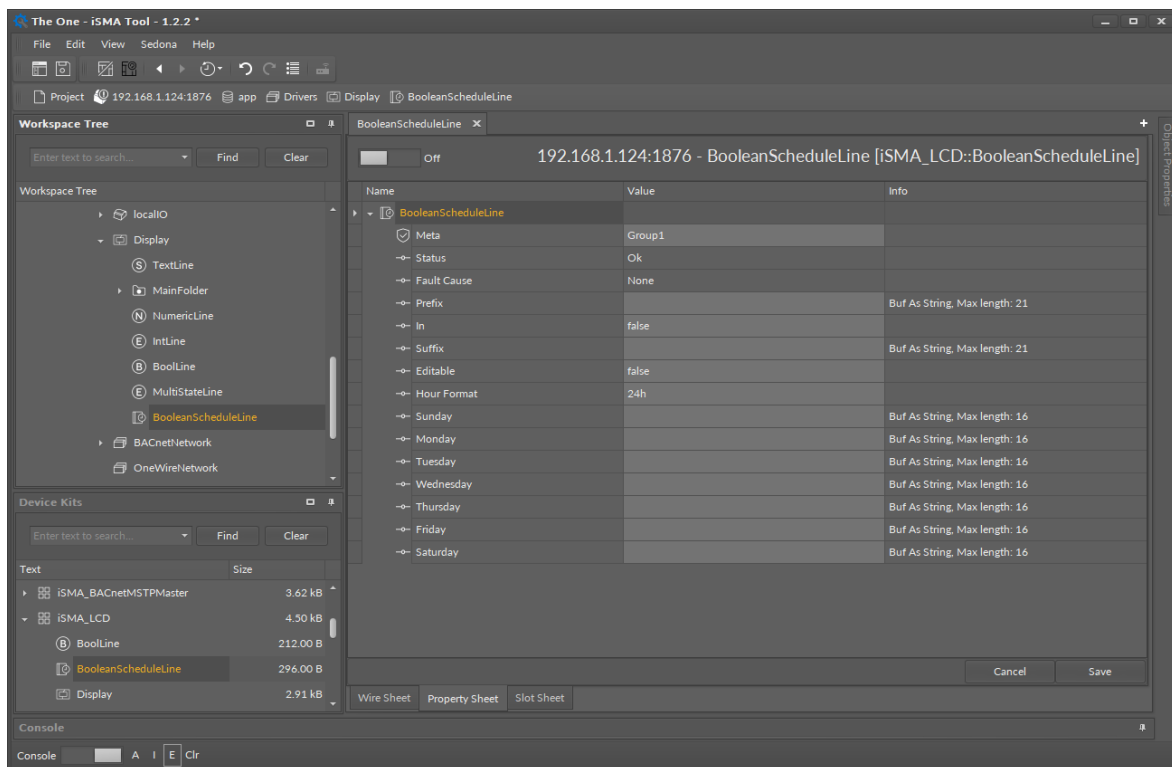 The One - iSMA Tool - 1.2.2 *
File Edit View Sedona Help
Project 192.168.1.124:1876 app Drivers Display BooleanScheduleLine
Workspace Tree
Enter text to search... Find Clear
Workspace Tree
localIO
Display
TextLine
MainFolder
NumericLine
IntLine
BoolLine
MultiStateLine
BooleanScheduleLine
BACnetNetwork
OneWireNetwork
Device Kits
Enter text to search... Find Clear
Text Size
iSMA_BACnetMSTPMaster 3.62 kB
iSMA_LCD 4.50 kB
BoolLine 212.00 B
BooleanScheduleLine 296.00 B
Display 2.91 kB
BooleanScheduleLine
Off 192.168.1.124:1876 - BooleanScheduleLine [iSMA_LCD::BooleanScheduleLine]
Name Value Info
BooleanScheduleLine
Meta Group1
Status Ok
Fault Cause None
Prefix Buf As String, Max length: 21
In false
Suffix Buf As String, Max length: 21
Editable false
Hour Format 24h
Sunday Buf As String, Max length: 16
Monday Buf As String, Max length: 16
Tuesday Buf As String, Max length: 16
Wednesday Buf As String, Max length: 16
Thursday Buf As String, Max length: 16
Friday Buf As String, Max length: 16
Saturday Buf As String, Max length: 16
Cancel Save
Wire Sheet Property Sheet Slot Sheet
Object Properties
Console
Console A I E Clr